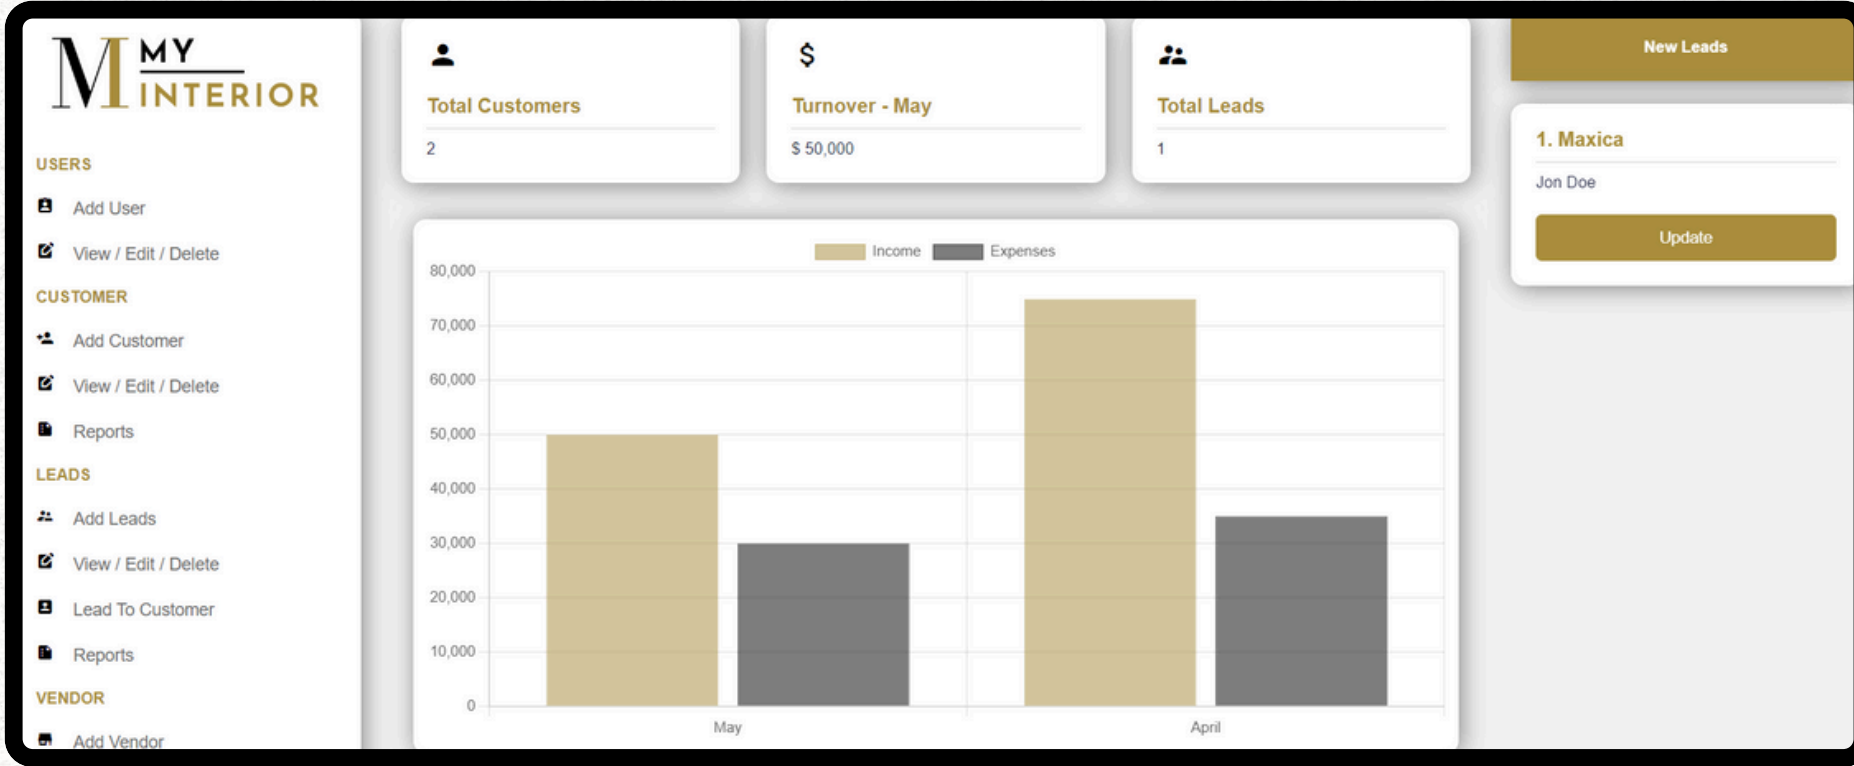 M MY
INTERIOR
USERS
Add User
View / Edit / Delete
CUSTOMER
Add Customer
View / Edit / Delete
Reports
LEADS
Add Leads
View / Edit / Delete
Lead To Customer
Reports
VENDOR
Add Vendor
Total Customers
2
$
Turnover - May
$ 50,000
Total Leads
1
Income Expenses
80,000
70,000
60,000
50,000
40,000
30,000
20,000
10,000
0
May April
New Leads
1. Maxica
Jon Doe
Update